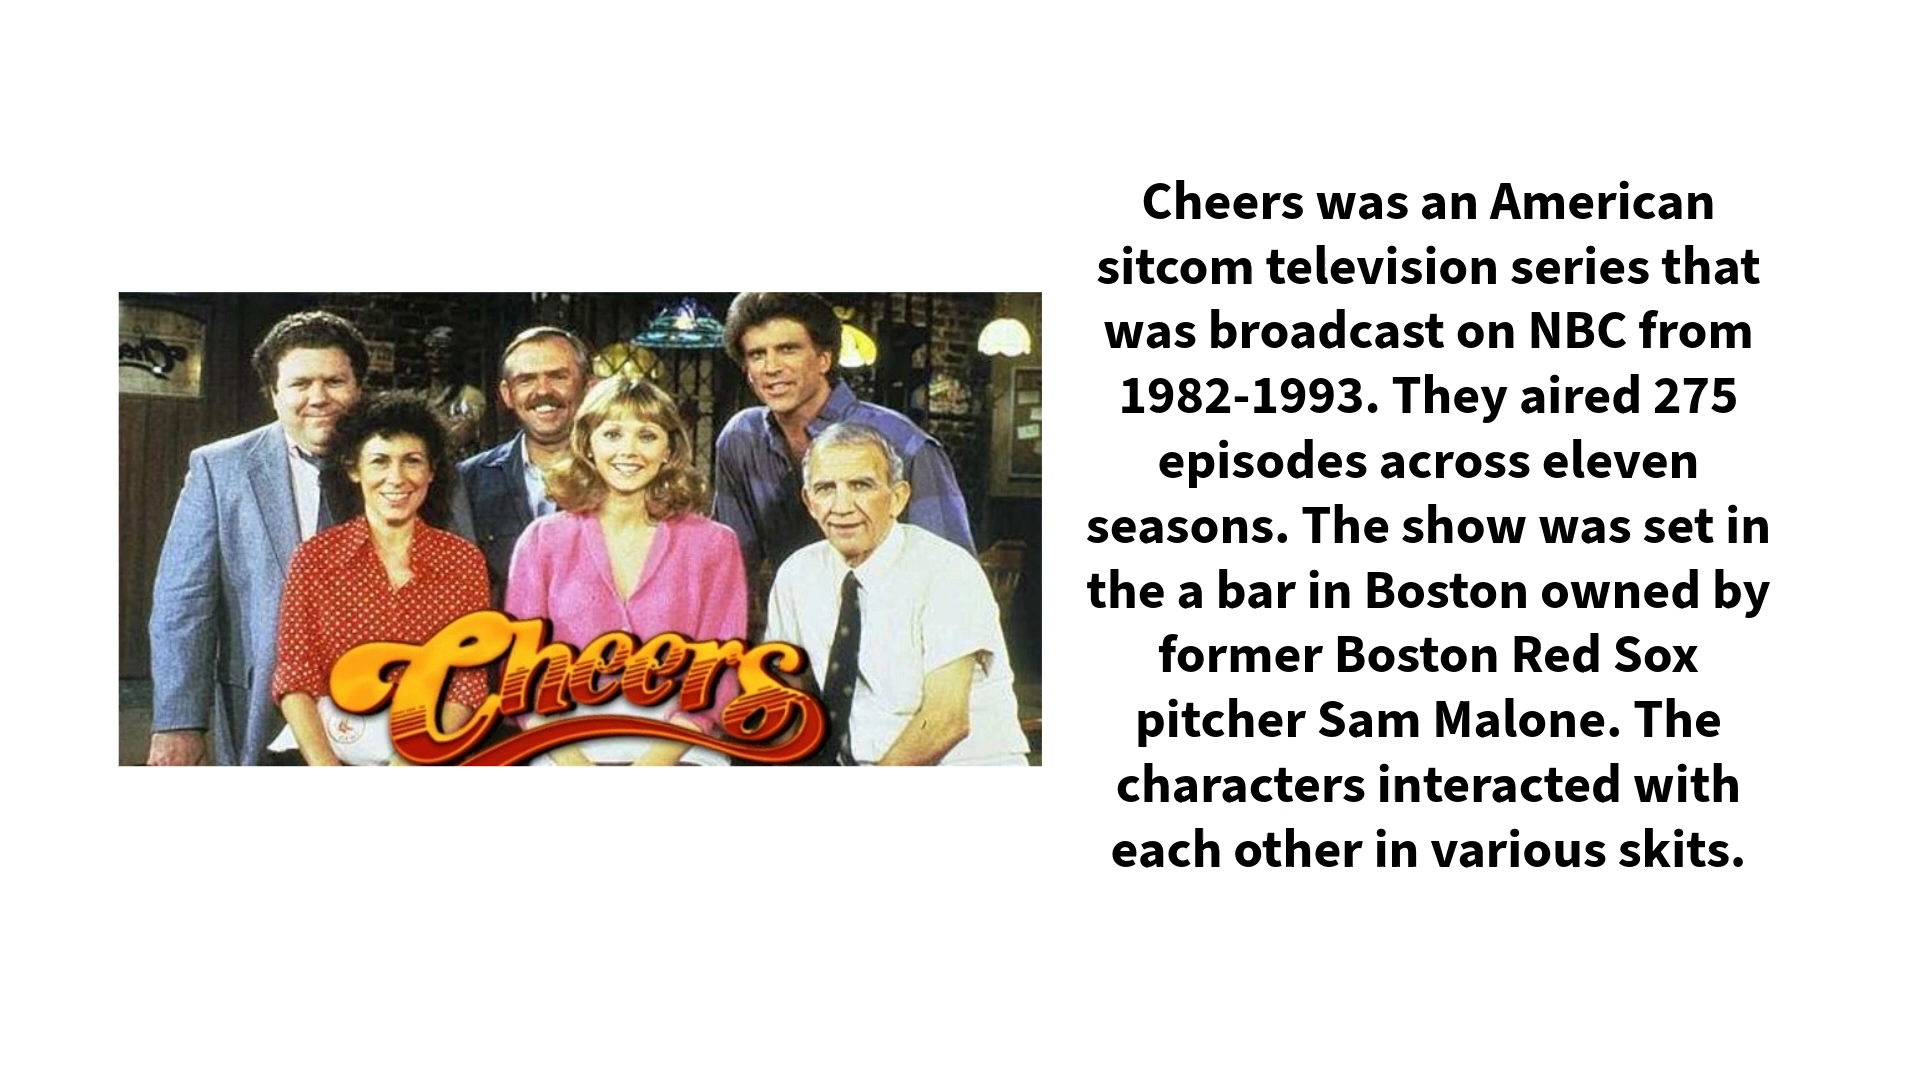 Cheers was an American
sitcom television series that
was broadcast on NBC from
1982-1993. They aired 275
episodes across eleven
seasons. The show was set in
the a bar in Boston owned by
former Boston Red Sox
pitcher Sam Malone. The
characters interacted with
each other in various skits.
Cheers